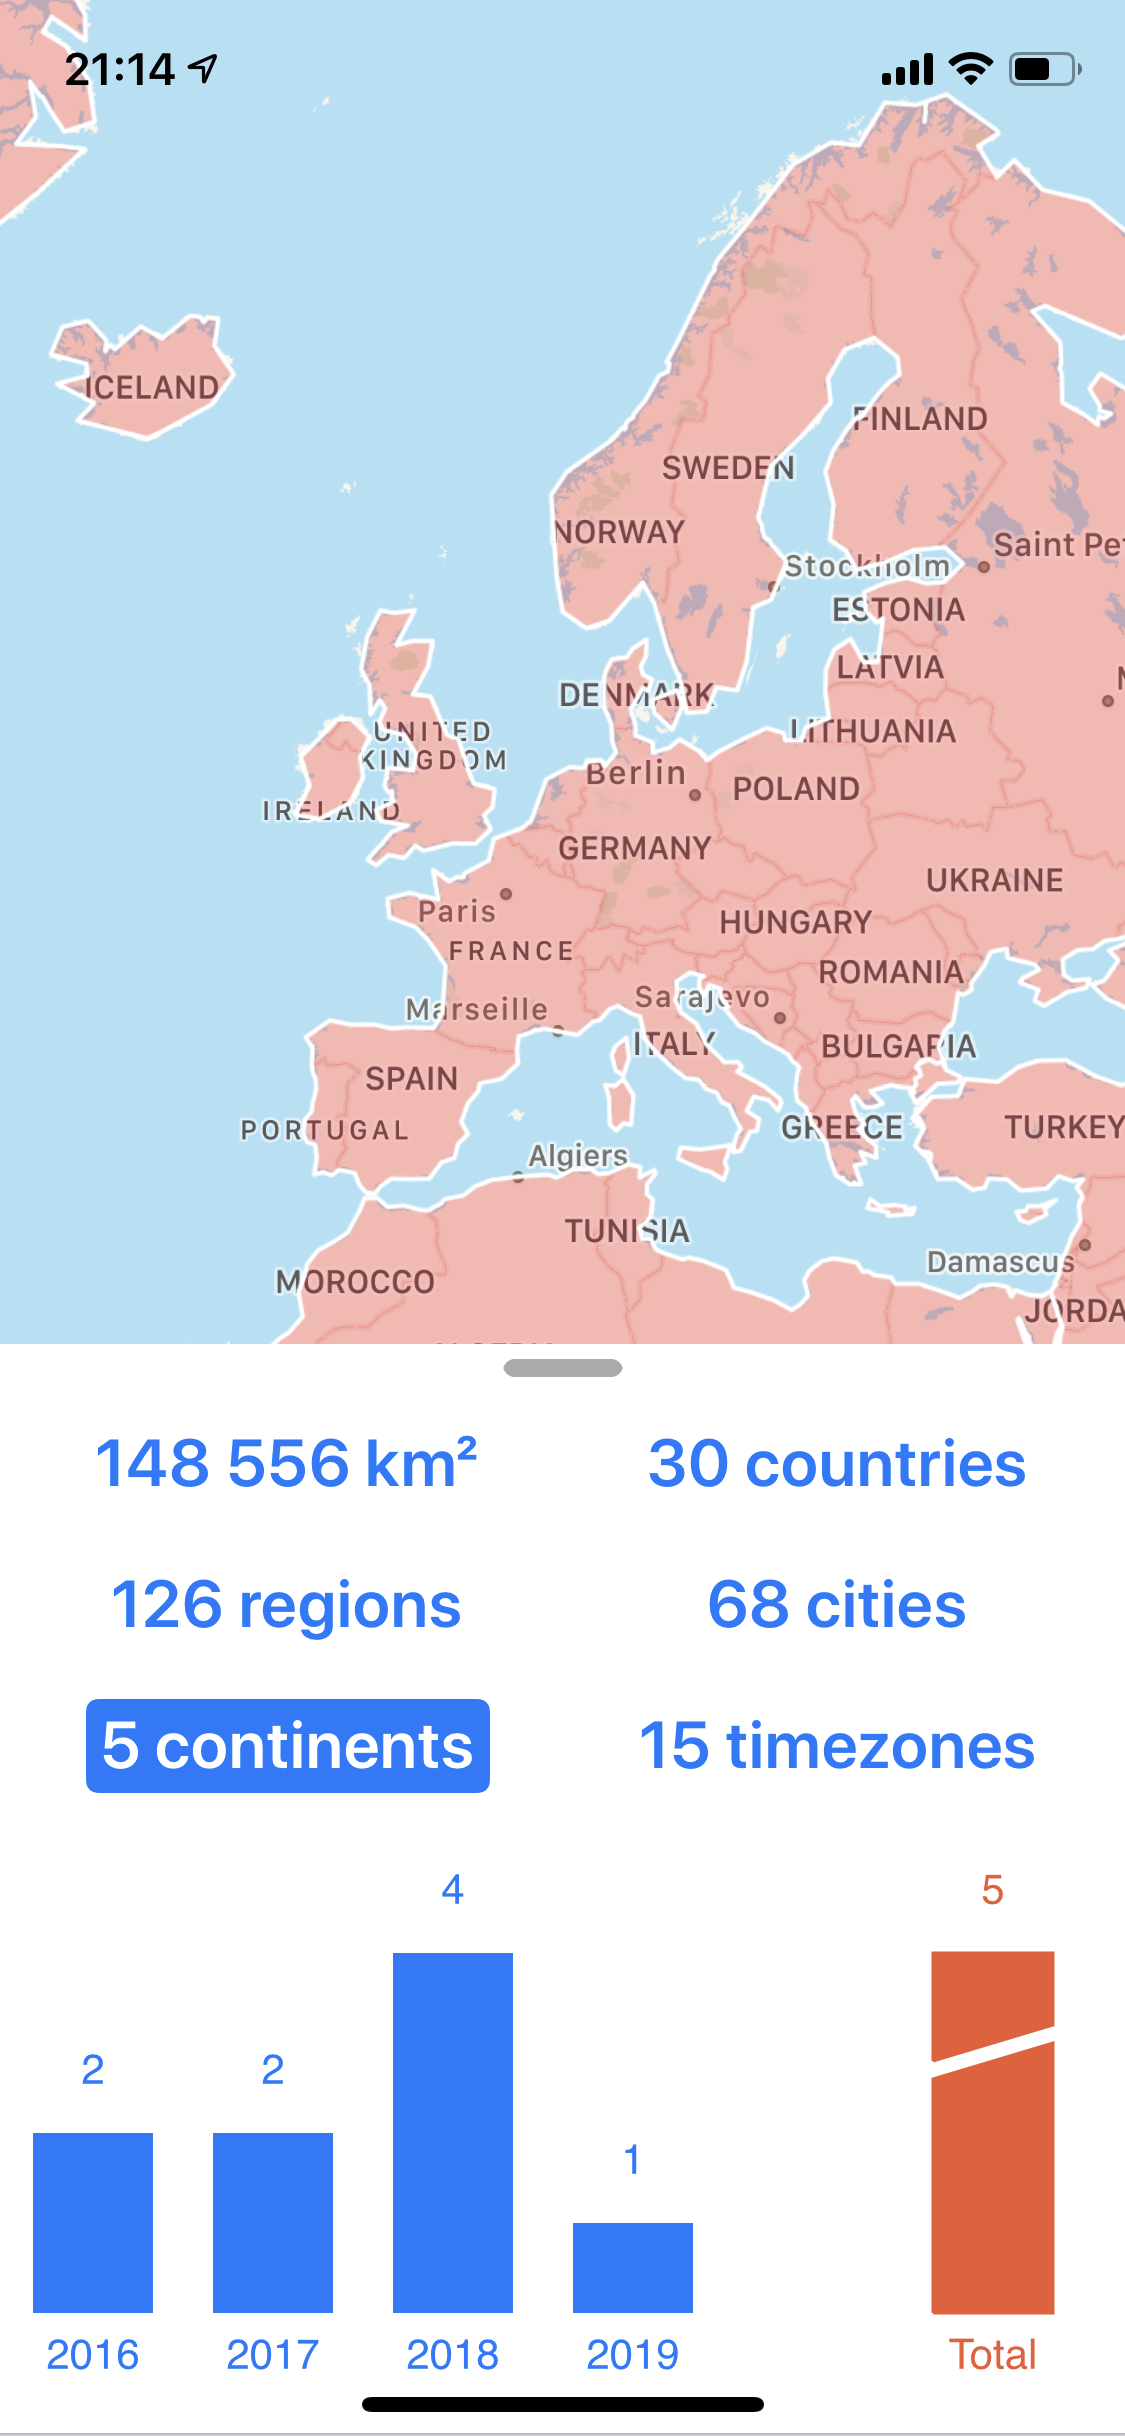 21:14
ICELAND
FINLAND
SWEDEN
NORWAY
Saint Pe
Stockholm
ESTONIA
LATVIA
DENMARK
LITHUANIA
UNITED
KINGDOM
Berlin
POLAND
IRELAND
GERMANY
UKRAINE
Paris
HUNGARY
FRANCE
ROMANIA
Sarajevo
Marseille
ITALY
BULGARIA
SPAIN
PORTUGAL
GREECE
TURKEY
Algiers
TUNISIA
Damascus
MOROCCO
JORDA
148 556 km²
30 countries
126 regions
68 cities
5 continents
15 timezones
4
5
2
2
1
2016
2017
2018
2019
Total